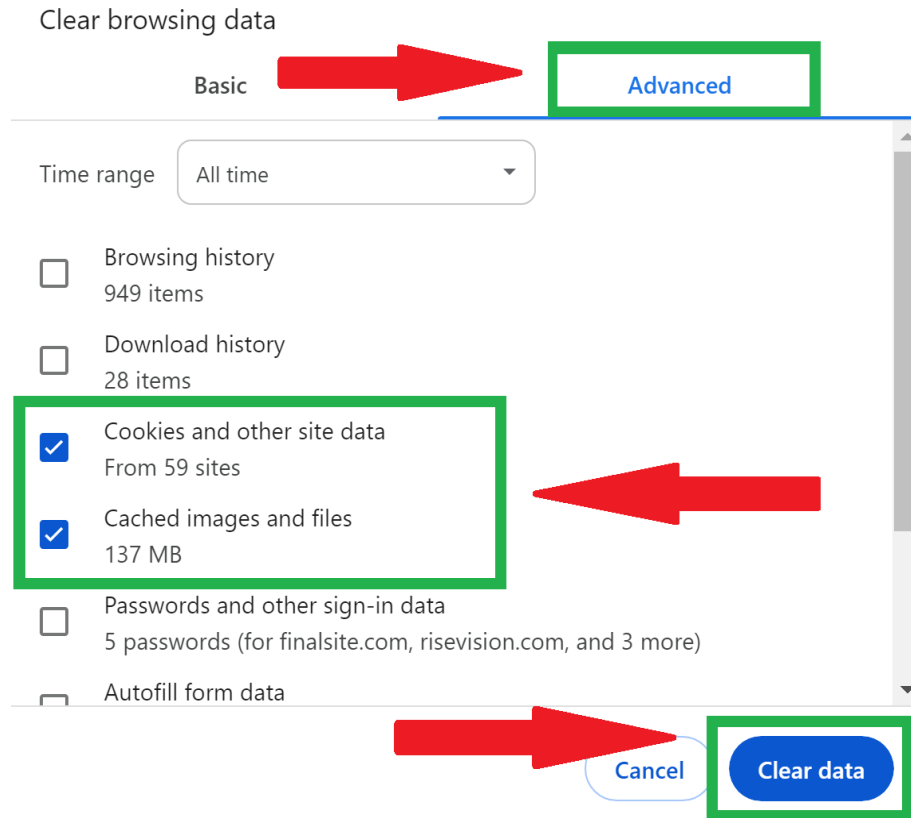 Clear browsing data
Basic
Advanced
Time range
All time
Browsing history
949 items
Download history
28 items
Cookies and other site data
From 59 sites
Cached images and files
137 MB
Passwords and other sign-in data
5 passwords (for finalsite.com, risevision.com, and 3 more)
Autofill form data
Cancel
Clear data